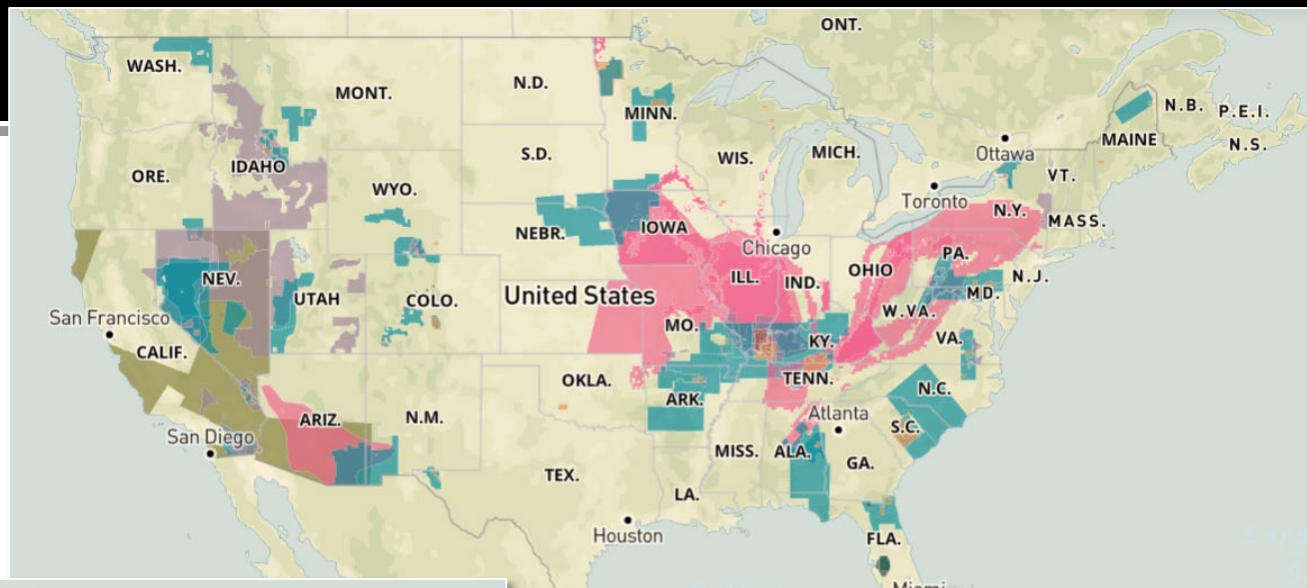 ONT.
WASH.
MONT.
N.D.
MINN.
N.B.
P.E.I.
MAINE
N.S.
ORE.
IDAHO
S.D.
WIS.
MICH.
Ottawa
VT.
WYO.
Toronto
N.Y.
MASS.
NEBR.
IOWA
Chicago
PA.
NEV.
UTAH
COLO.
United States
ILL.
IND.
OHIO
N.J.
MD.
W.VA.
San Francisco
MO.
KY.
VA.
CALIF.
OKLA.
TENN.
N.C.
ARK.
Atlanta
San Diego
ARIZ.
N.M.
S.C.
MISS.
ALA.
GA.
TEX.
LA.
Houston
FLA.
Miami